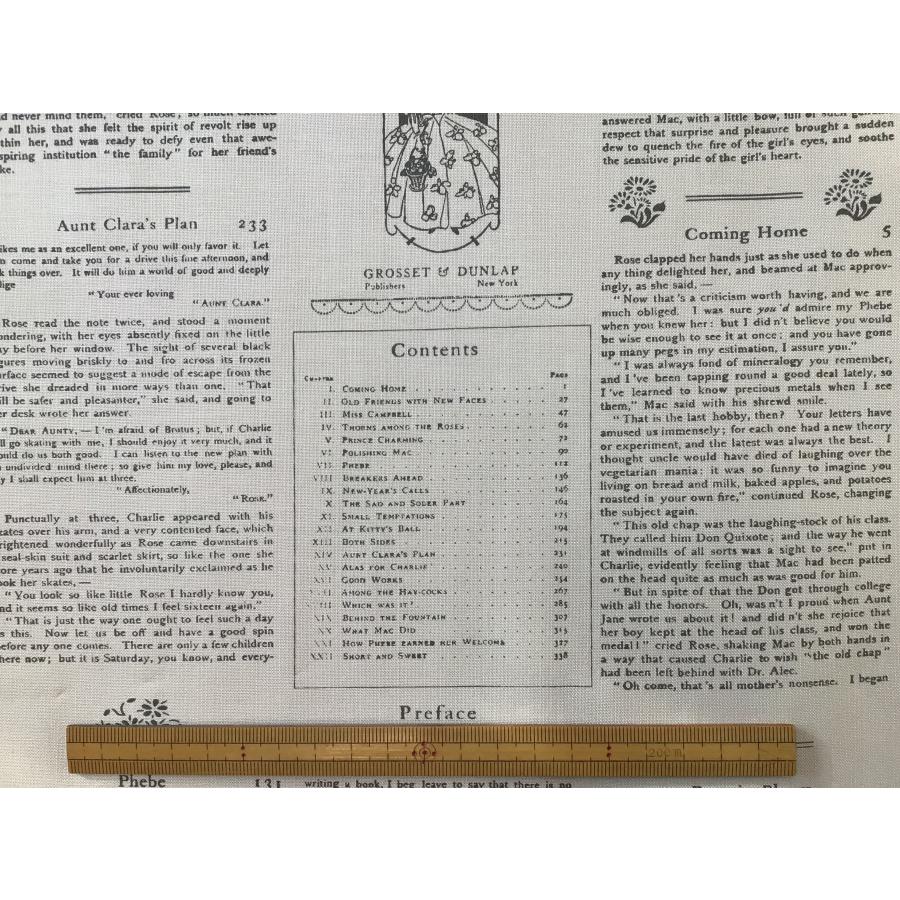 never mind them," cried Rose, so much excited
all this that she felt the spirit of revolt rise up
thin her, and was ready to defy even that awe-
spiring institution "the family" for her friend's
ke.
Aunt Clara's Plan 233
ikes me as an excellent one, if you will only favor it. Let
come and take you for a drive this fine afternoon, and
k things over. It will do him a world of good and deeply
lige
"Your ever loving
"AUNT CLARA."
Rose read the note twice, and stood a moment
ondering, with her eyes absently fixed on the little
y before her window. The sight of several black
gures moving briskly to and fro across its frozen
rface seemed to suggest a mode of escape from the
rive she dreaded in more ways than one. "That
ill be safer and pleasanter," she said, and going to
er desk wrote her answer.
"DEAR AUNTY, — I'm afraid of Brutus; but, if Charlie
ll go skating with me, I should enjoy it very much, and it
ould do us both good. I can listen to the new plan with
undivided mind there; so give him my love, please, and
y I shall expect him at three.
"Affectionately,
"ROSE."
Punctually at three, Charlie appeared with his
kates over his arm, and a very contented face, which
rightened wonderfully as Rose came downstairs in
seal-skin suit and scarlet skirt, so like the one she
ore years ago that he involuntarily exclaimed as he
ook her skates, —
"You look so like little Rose I hardly know you,
nd it seems so like old times I feel sixteen again."
"That is just the way one ought to feel such a day
s this. Now let us be off and have a good spin
efore any one comes. There are only a few children
here now; but it is Saturday, you know, and every-
Phebe 131
GROSSET & DUNLAP
Publishers New York
Contents
CHAPTER PAGE
I. COMING HOME . . . . . . . . . . . . 1
II. OLD FRIENDS WITH NEW FACES . . . . . . 27
III. MISS CAMPBELL . . . . . . . . . . . . 47
IV. THORNS AMONG THE ROSES . . . . . . . . 62
V. PRINCE CHARMING . . . . . . . . . . . 72
VI. POLISHING MAC . . . . . . . . . . . . 90
VII. PHEBE . . . . . . . . . . . . . . . 112
VIII. BREAKERS AHEAD . . . . . . . . . . . 136
IX. NEW-YEAR'S CALLS . . . . . . . . . . 146
X. THE SAD AND SOBER PART . . . . . . . . 164
XI. SMALL TEMPTATIONS . . . . . . . . . . 175
XII. AT KITTY'S BALL . . . . . . . . . . 194
XIII. BOTH SIDES . . . . . . . . . . . . 215
XIV. AUNT CLARA'S PLAN . . . . . . . . . 231
XV. ALAS FOR CHARLIE . . . . . . . . . . 240
XVI. GOOD WORKS . . . . . . . . . . . . 254
XVII. AMONG THE HAY-COCKS . . . . . . . . 267
XVIII. WHICH WAS IT? . . . . . . . . . . 285
XIX. BEHIND THE FOUNTAIN . . . . . . . . 307
XX. WHAT MAC DID . . . . . . . . . . . 315
XXI. HOW PHEBE EARNED HER WELCOME . . . . 327
XXII. SHORT AND SWEET . . . . . . . . . . 338
Preface
20cm
writing a book, I beg leave to say that there is no
answered Mac, with a little bow, full of such
respect that surprise and pleasure brought a sudden
dew to quench the fire of the girl's eyes, and soothe
the sensitive pride of the girl's heart.
Coming Home 5
Rose clapped her hands just as she used to do when
any thing delighted her, and beamed at Mac approv-
ingly, as she said, —
"Now that's a criticism worth having, and we are
much obliged. I was sure you'd admire my Phebe
when you knew her: but I didn't believe you would
be wise enough to see it at once; and you have gone
up many pegs in my estimation, I assure you."
"I was always fond of mineralogy you remember,
and I've been tapping round a good deal lately, so
I've learned to know precious metals when I see
them," Mac said with his shrewd smile.
"That is the last hobby, then? Your letters have
amused us immensely; for each one had a new theory
or experiment, and the latest was always the best. I
thought uncle would have died of laughing over the
vegetarian mania: it was so funny to imagine you
living on bread and milk, baked apples, and potatoes
roasted in your own fire," continued Rose, changing
the subject again.
"This old chap was the laughing-stock of his class.
They called him Don Quixote; and the way he went
at windmills of all sorts was a sight to see," put in
Charlie, evidently feeling that Mac had been patted
on the head quite as much as was good for him.
"But in spite of that the Don got through college
with all the honors. Oh, wasn't I proud when Aunt
Jane wrote us about it! and didn't she rejoice that
her boy kept at the head of his class, and won the
medal!" cried Rose, shaking Mac by both hands in
a way that caused Charlie to wish "the old chap"
had been left behind with Dr. Alec.
"Oh come, that's all mother's nonsense. I began